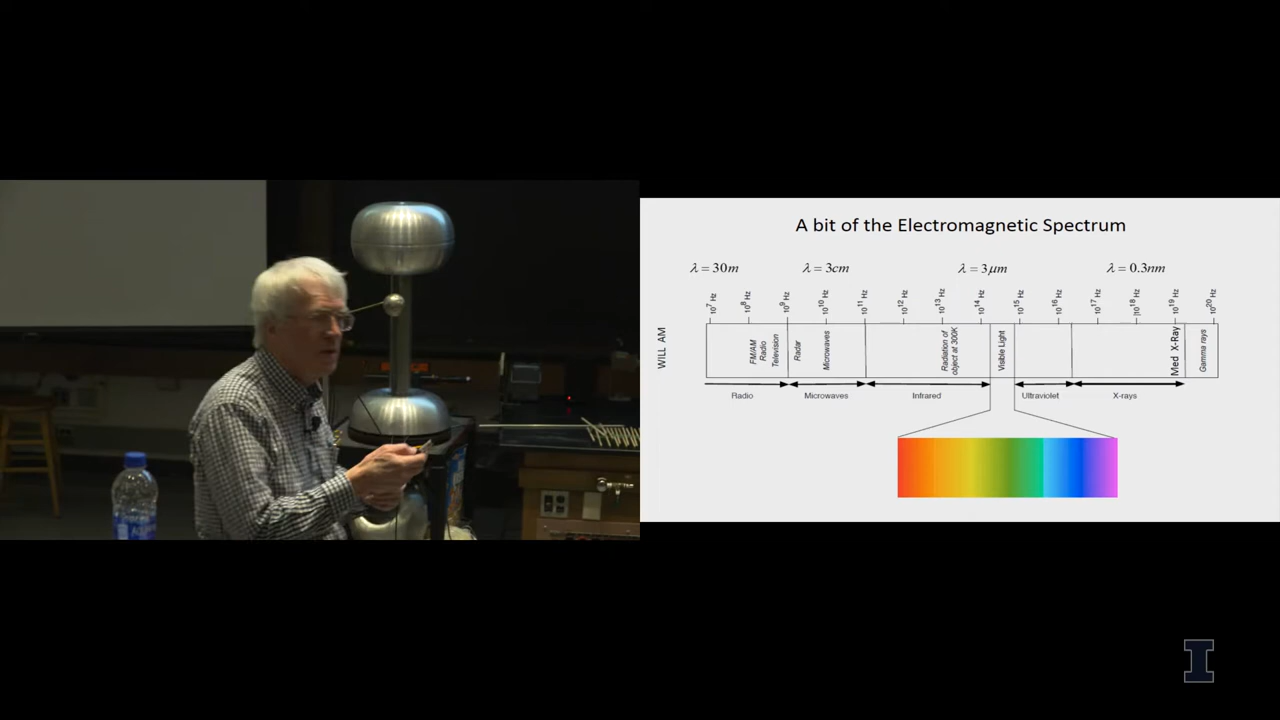 A bit of the Electromagnetic Spectrum
λ = 30m λ = 3cm λ = 3μm λ = 0.3nm
10⁷ Hz 10⁸ Hz 10⁹ Hz 10¹⁰ Hz 10¹¹ Hz 10¹² Hz 10¹³ Hz 10¹⁴ Hz 10¹⁵ Hz 10¹⁶ Hz 10¹⁷ Hz 10¹⁸ Hz 10¹⁹ Hz 10²⁰ Hz
WILL AM
FM/AM
Radio
Television
Radar
Microwaves
Radiation of
object at 300K
Visible Light
Med X-Ray
Gamma rays
Radio Microwaves Infrared Ultraviolet X-rays
I